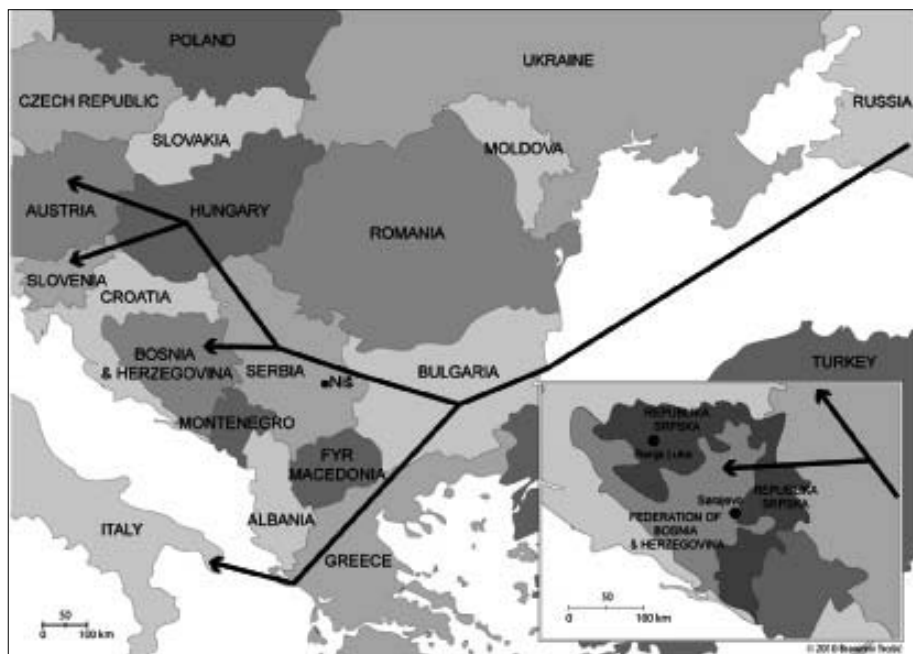 POLAND
UKRAINE
CZECH REPUBLIC
RUSSIA
SLOVAKIA
MOLDOVA
AUSTRIA
HUNGARY
ROMANIA
SLOVENIA
CROATIA
BOSNIA
& HERZEGOVINA
SERBIA
BULGARIA
TURKEY
Niš
MONTENEGRO
FYR
MACEDONIA
ALBANIA
ITALY
GREECE
50
100 km
REPUBLIKA
SRPSKA
Banja Luka
REPUBLIKA
SRPSKA
Sarajevo
FEDERATION OF
BOSNIA
& HERZEGOVINA
50
100 km
© 2010